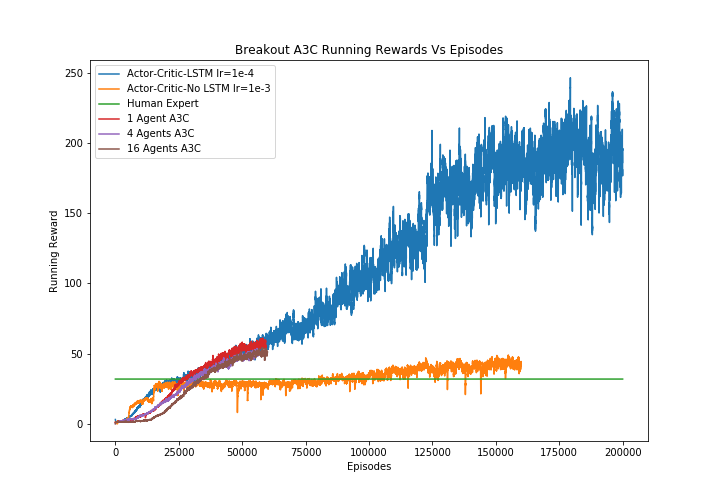 Breakout A3C Running Rewards Vs Episodes
Actor-Critic-LSTM lr=1e-4
Actor-Critic-No LSTM lr=1e-3
Human Expert
1 Agent A3C
4 Agents A3C
16 Agents A3C
250
200
150
100
50
0
Running Reward
0 25000 50000 75000 100000 125000 150000 175000 200000
Episodes